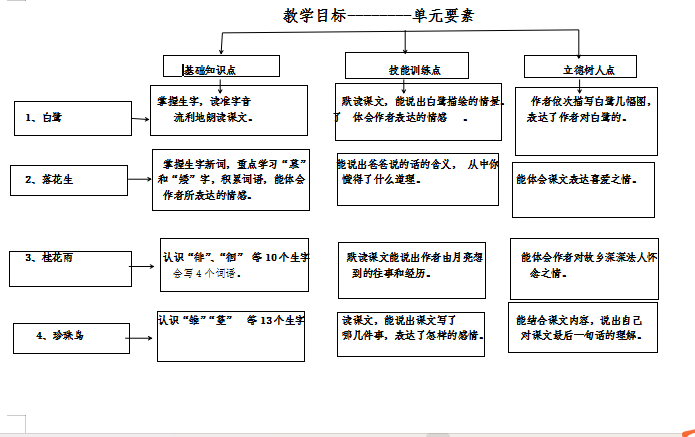 教学目标--------单元要素
基础知识点
技能训练点
立德树人点
1、白鹭
掌握生字，读准字音
流利地朗读课文。
默读课文，能说出白鹭描绘的情景。
了 体会作者表达的情感 。
作者依次描写白鹭几幅图，
表达了作者对白鹭的。
2、落花生
掌握生字新词，重点学习“衰”
和“矮”字，积累词语，能体会
作者所表达的情感。
能说出爸爸说的话的含义， 从中你
懂得了什么道理。
能体会课文表达喜爱之情。
3、桂花雨
认识“徘”、“徊” 等10个生字
会写4个词语。
默读课文能说出作者由月亮想
到的往事和经历。
能体会作者对故乡深深法人怀
念之情。
4、珍珠鸟
认识“雏”“蔓” 等13个生字
读课文，能说出课文写了
哪几件事，表达了怎样的感情。
能结合课文内容，说出自己
对课文最后一句话的理解。